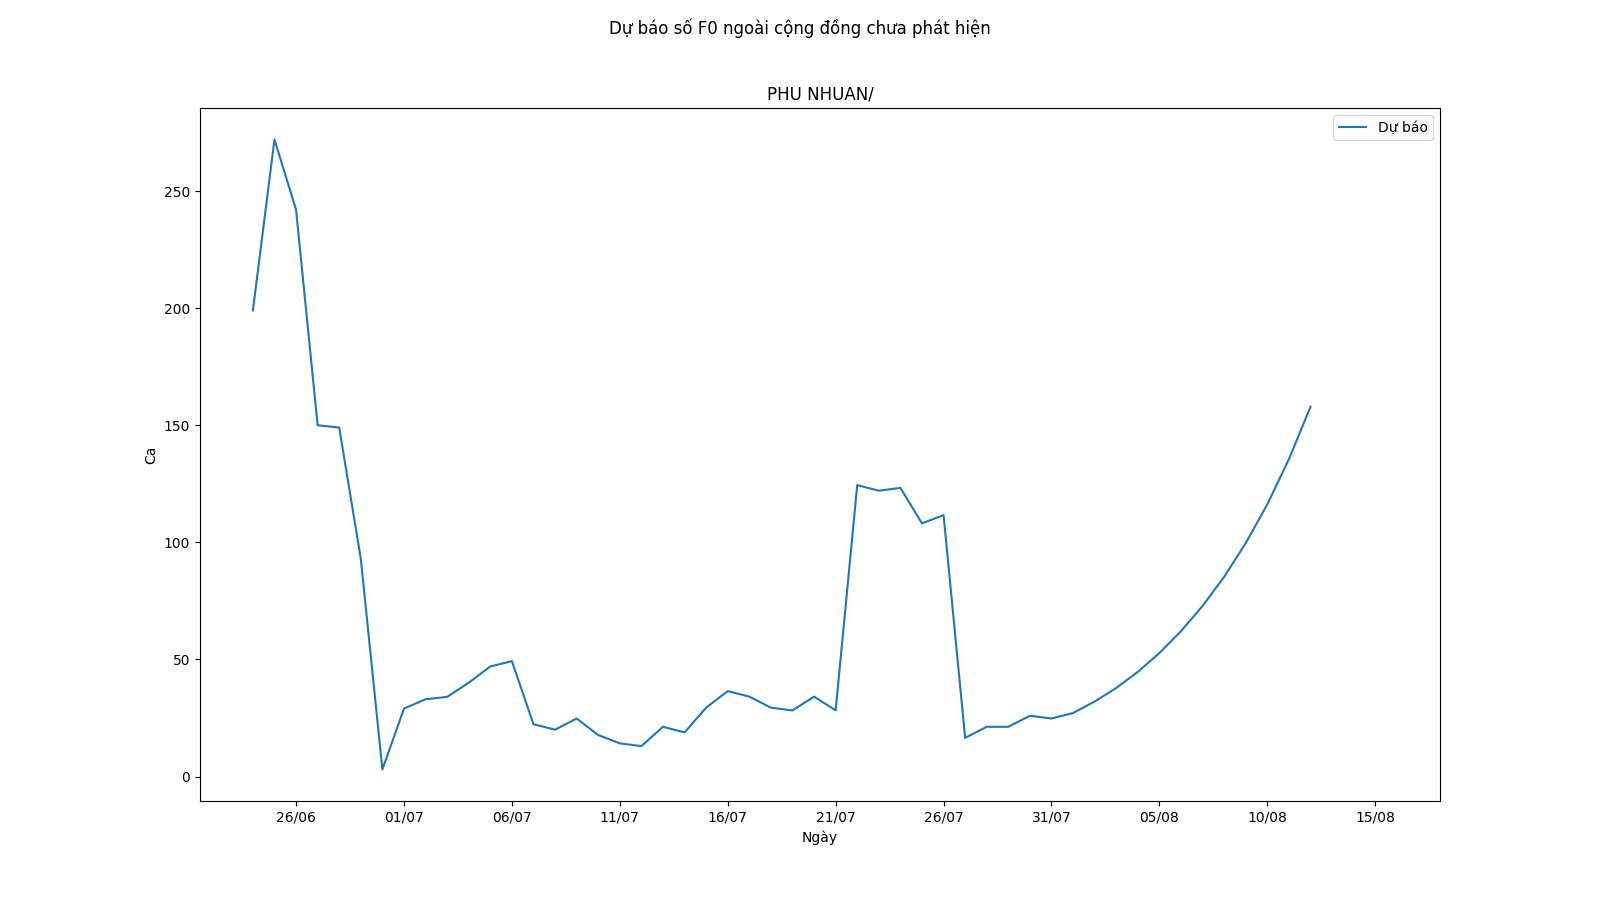 Dự báo số F0 ngoài cộng đồng chưa phát hiện
PHU NHUAN/
Dự báo
250
200
150
100
50
0
Ca
26/06 01/07 06/07 11/07 16/07 21/07 26/07 31/07 05/08 10/08 15/08
Ngày